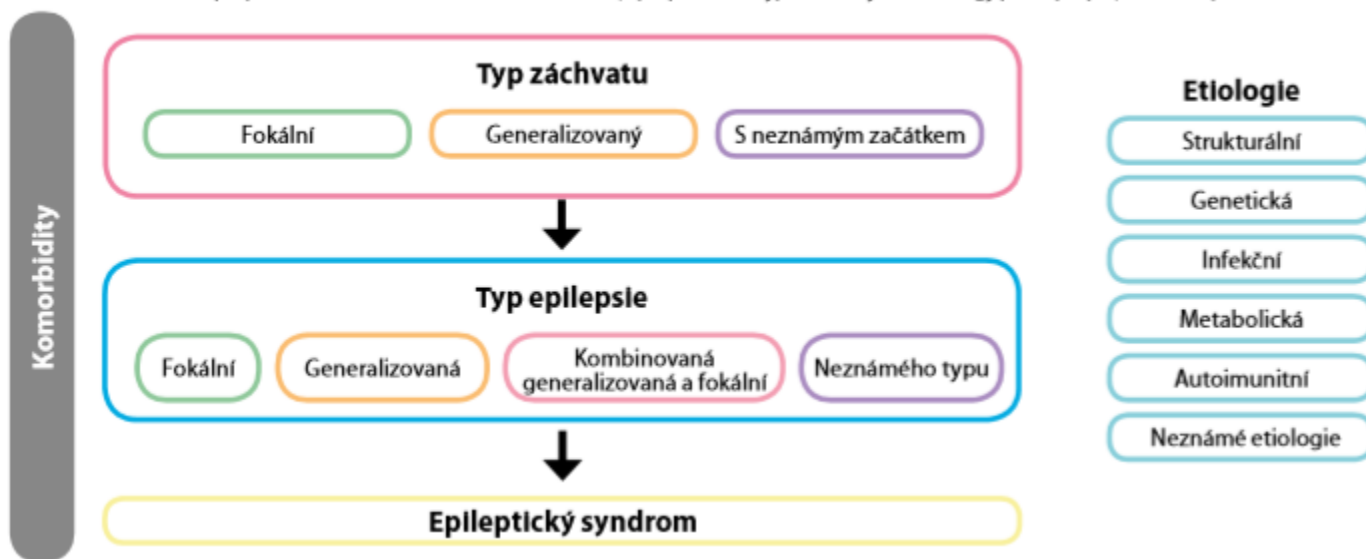 Komorbidity
Typ záchvatu
Fokální
Generalizovaný
S neznámým začátkem
Typ epilepsie
Fokální
Generalizovaná
Kombinovaná
generalizovaná a fokální
Neznámého typu
Epileptický syndrom
Etiologie
Strukturální
Genetická
Infekční
Metabolická
Autoimunitní
Neznámé etiologie